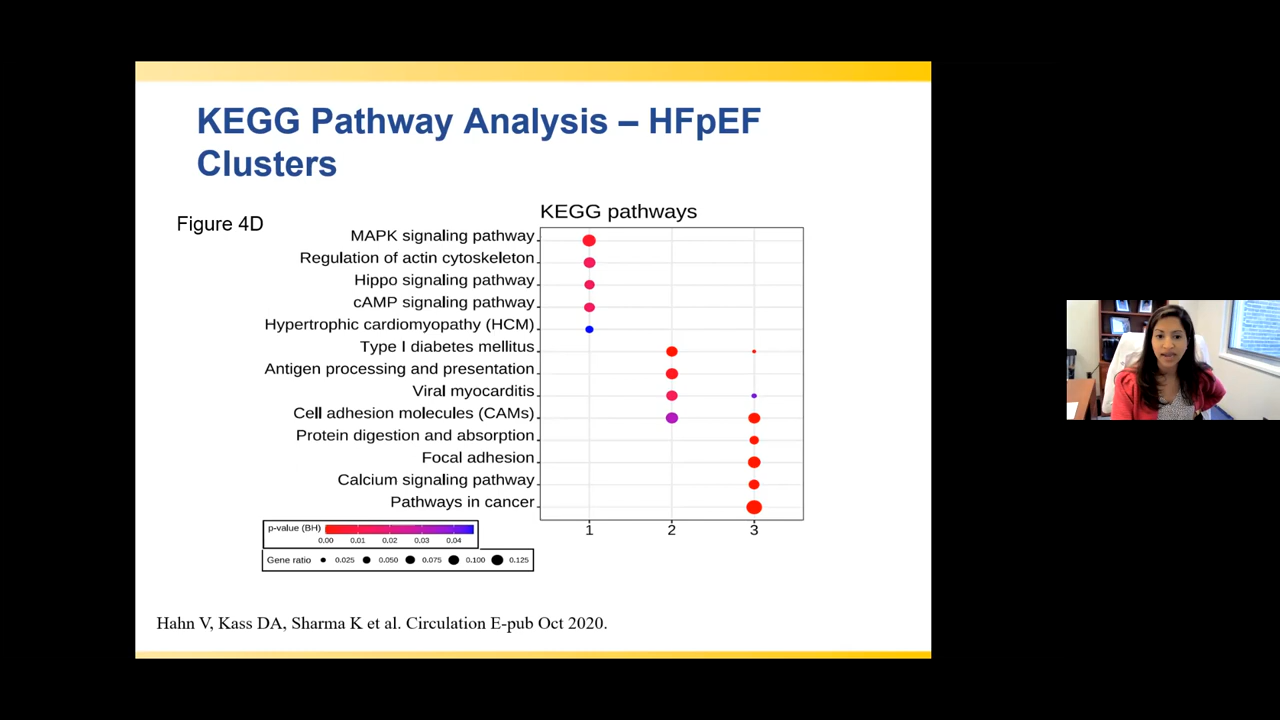 KEGG Pathway Analysis – HFpEF
Clusters
Figure 4D
KEGG pathways
MAPK signaling pathway
Regulation of actin cytoskeleton
Hippo signaling pathway
cAMP signaling pathway
Hypertrophic cardiomyopathy (HCM)
Type I diabetes mellitus
Antigen processing and presentation
Viral myocarditis
Cell adhesion molecules (CAMs)
Protein digestion and absorption
Focal adhesion
Calcium signaling pathway
Pathways in cancer
1 2 3
p-value (BH)
0.00 0.01 0.02 0.03 0.04
Gene ratio 0.025 0.050 0.075 0.100 0.125
Hahn V, Kass DA, Sharma K et al. Circulation E-pub Oct 2020.